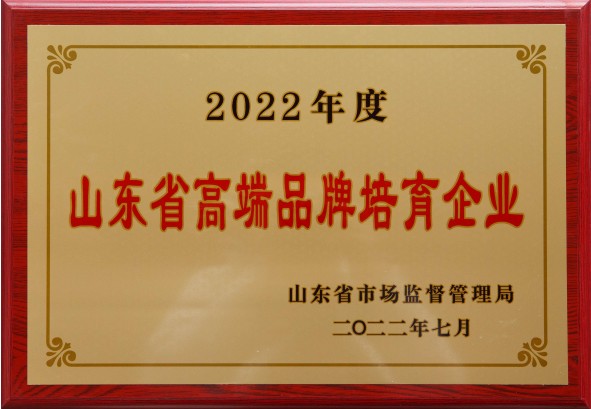 2022年度
山东省高端品牌培育企业
山东省市场监督管理局
二〇二二年七月